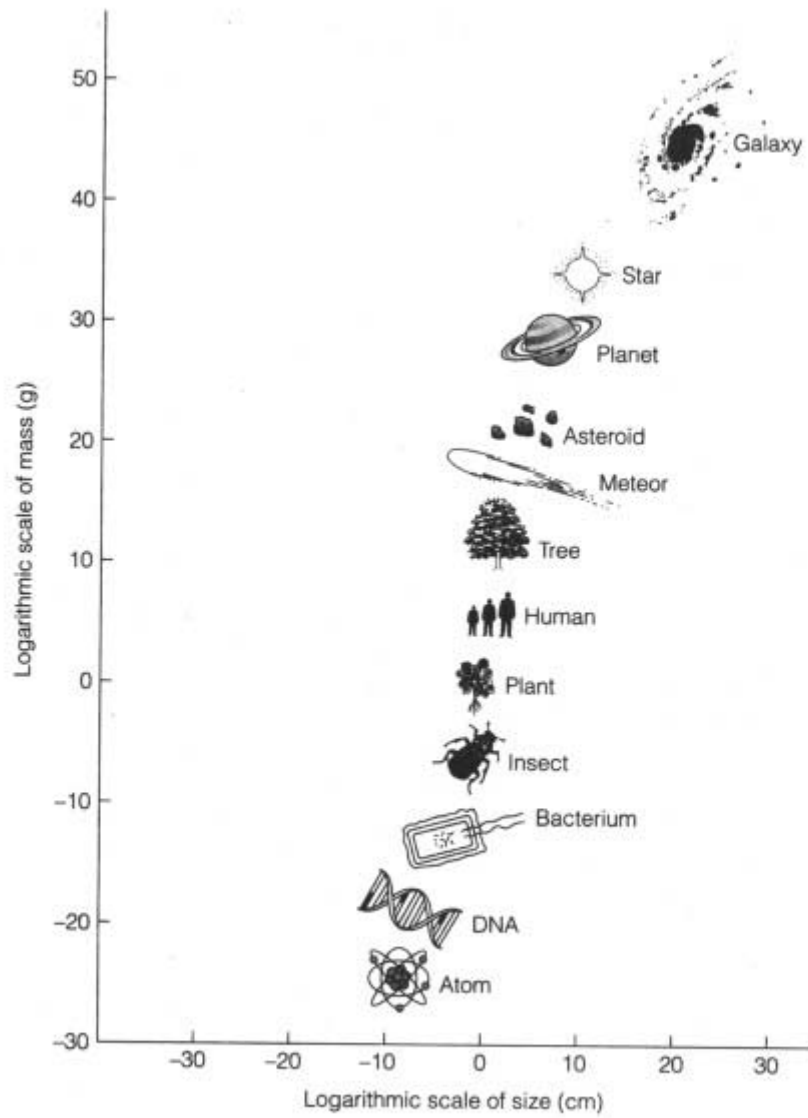 50
Galaxy
40
Star
30
Planet
Asteroid
20
Meteor
Tree
10
Human
0
Plant
Insect
−10
Bacterium
DNA
−20
Atom
−30
−30 −20 −10 0 10 20 30
Logarithmic scale of size (cm)
Logarithmic scale of mass (g)